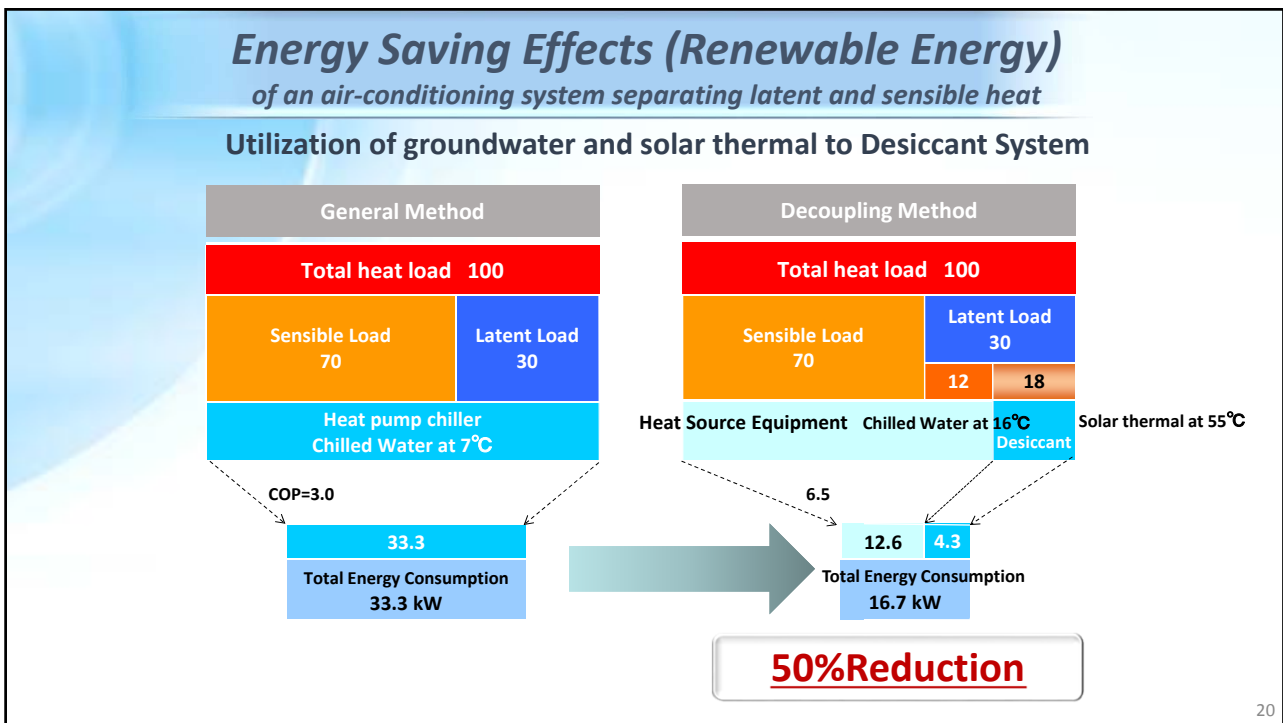 Energy Saving Effects (Renewable Energy)
of an air-conditioning system separating latent and sensible heat
Utilization of groundwater and solar thermal to Desiccant System
General Method
Total heat load 100
Sensible Load
70
Latent Load
30
Heat pump chiller
Chilled Water at 7℃
COP=3.0
33.3
Total Energy Consumption
33.3 kW
Decoupling Method
Total heat load 100
Sensible Load
70
Latent Load
30
12
18
Heat Source Equipment
Chilled Water at 16℃
Desiccant
Solar thermal at 55℃
6.5
12.6
4.3
Total Energy Consumption
16.7 kW
50%Reduction
20